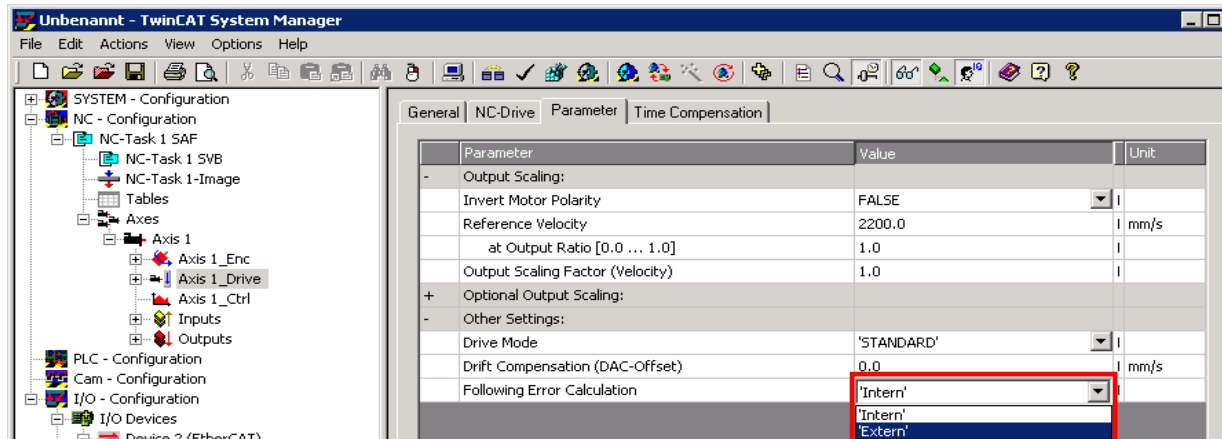 Unbenannt - TwinCAT System Manager
File Edit Actions View Options Help
SYSTEM - Configuration
NC - Configuration
NC-Task 1 SAF
NC-Task 1 SVB
NC-Task 1-Image
Tables
Axes
Axis 1
Axis 1_Enc
Axis 1_Drive
Axis 1_Ctrl
Inputs
Outputs
PLC - Configuration
Cam - Configuration
I/O - Configuration
I/O Devices
Device 2 (EtherCAT)
General NC-Drive Parameter Time Compensation
Parameter Value Unit
- Output Scaling:
Invert Motor Polarity FALSE
Reference Velocity 2200.0 mm/s
at Output Ratio [0.0 ... 1.0] 1.0
Output Scaling Factor (Velocity) 1.0
+ Optional Output Scaling:
- Other Settings:
Drive Mode 'STANDARD'
Drift Compensation (DAC-Offset) 0.0 mm/s
Following Error Calculation 'Intern'
'Intern'
'Extern'